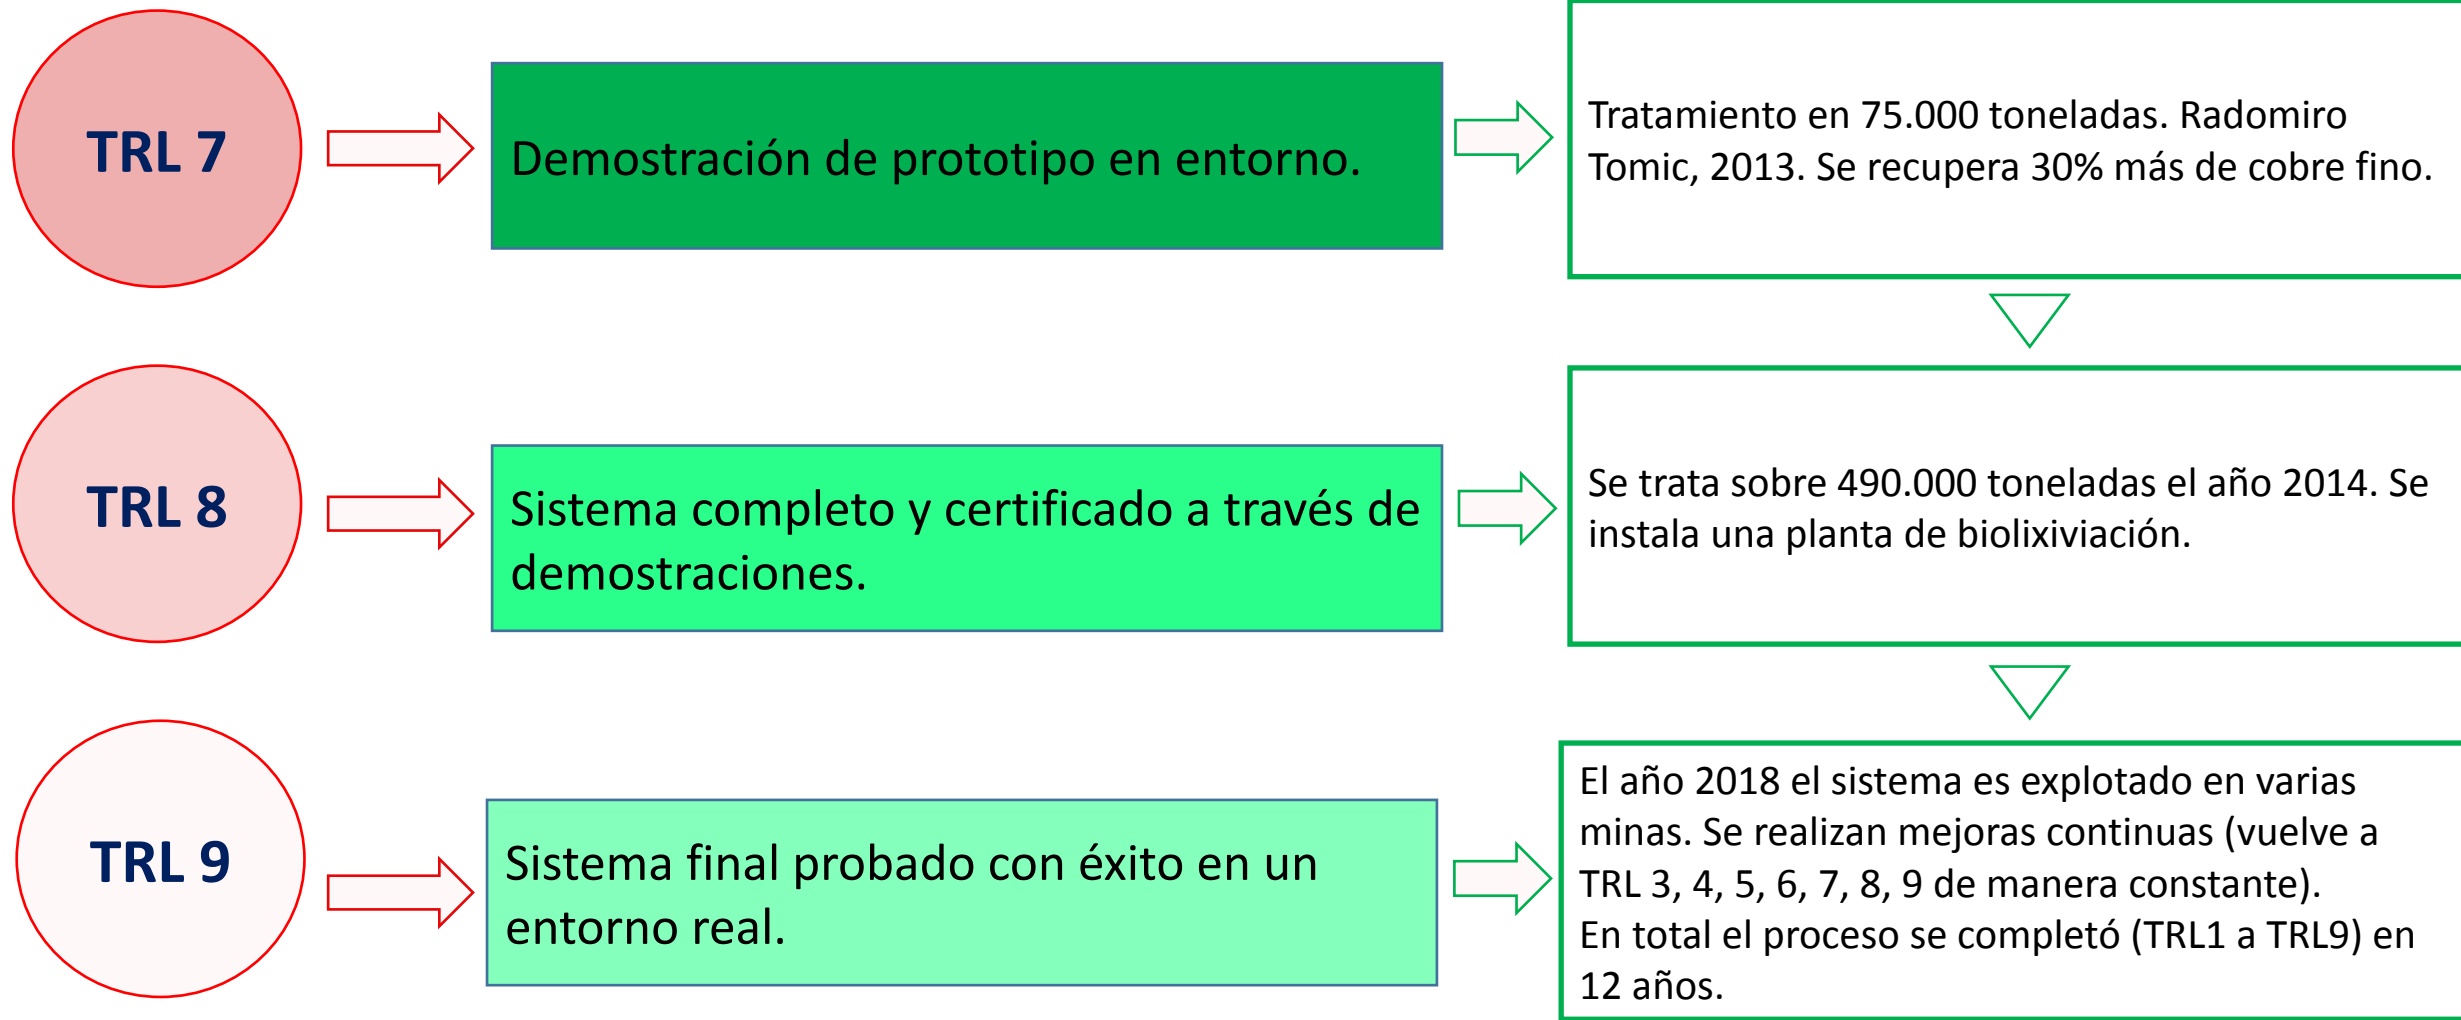 TRL 7
Demostración de prototipo en entorno.
Tratamiento en 75.000 toneladas. Radomiro
Tomic, 2013. Se recupera 30% más de cobre fino.
TRL 8
Sistema completo y certificado a través de
demostraciones.
Se trata sobre 490.000 toneladas el año 2014. Se
instala una planta de biolixiviación.
TRL 9
Sistema final probado con éxito en un
entorno real.
El año 2018 el sistema es explotado en varias
minas. Se realizan mejoras continuas (vuelve a
TRL 3, 4, 5, 6, 7, 8, 9 de manera constante).
En total el proceso se completó (TRL1 a TRL9) en
12 años.